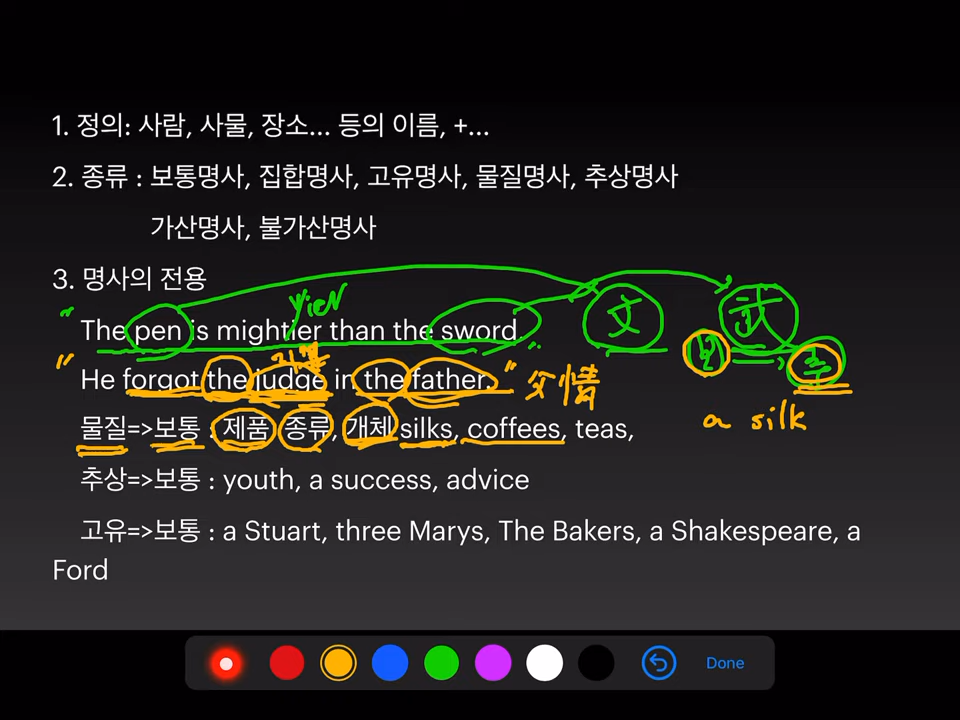 1. 정의: 사람, 사물, 장소... 등의 이름, +...
2. 종류 : 보통명사, 집합명사, 고유명사, 물질명사, 추상명사
가산명사, 불가산명사
3. 명사의 전용
文 武
The pen is mightier than the sword.
보, 추
He forgot the judge in the father. 父情
a silk
물질=>보통 : 제품 종류, 개체 silks, coffees, teas,
추상=>보통 : youth, a success, advice
고유=>보통 : a Stuart, three Marys, The Bakers, a Shakespeare, a
Ford
Done